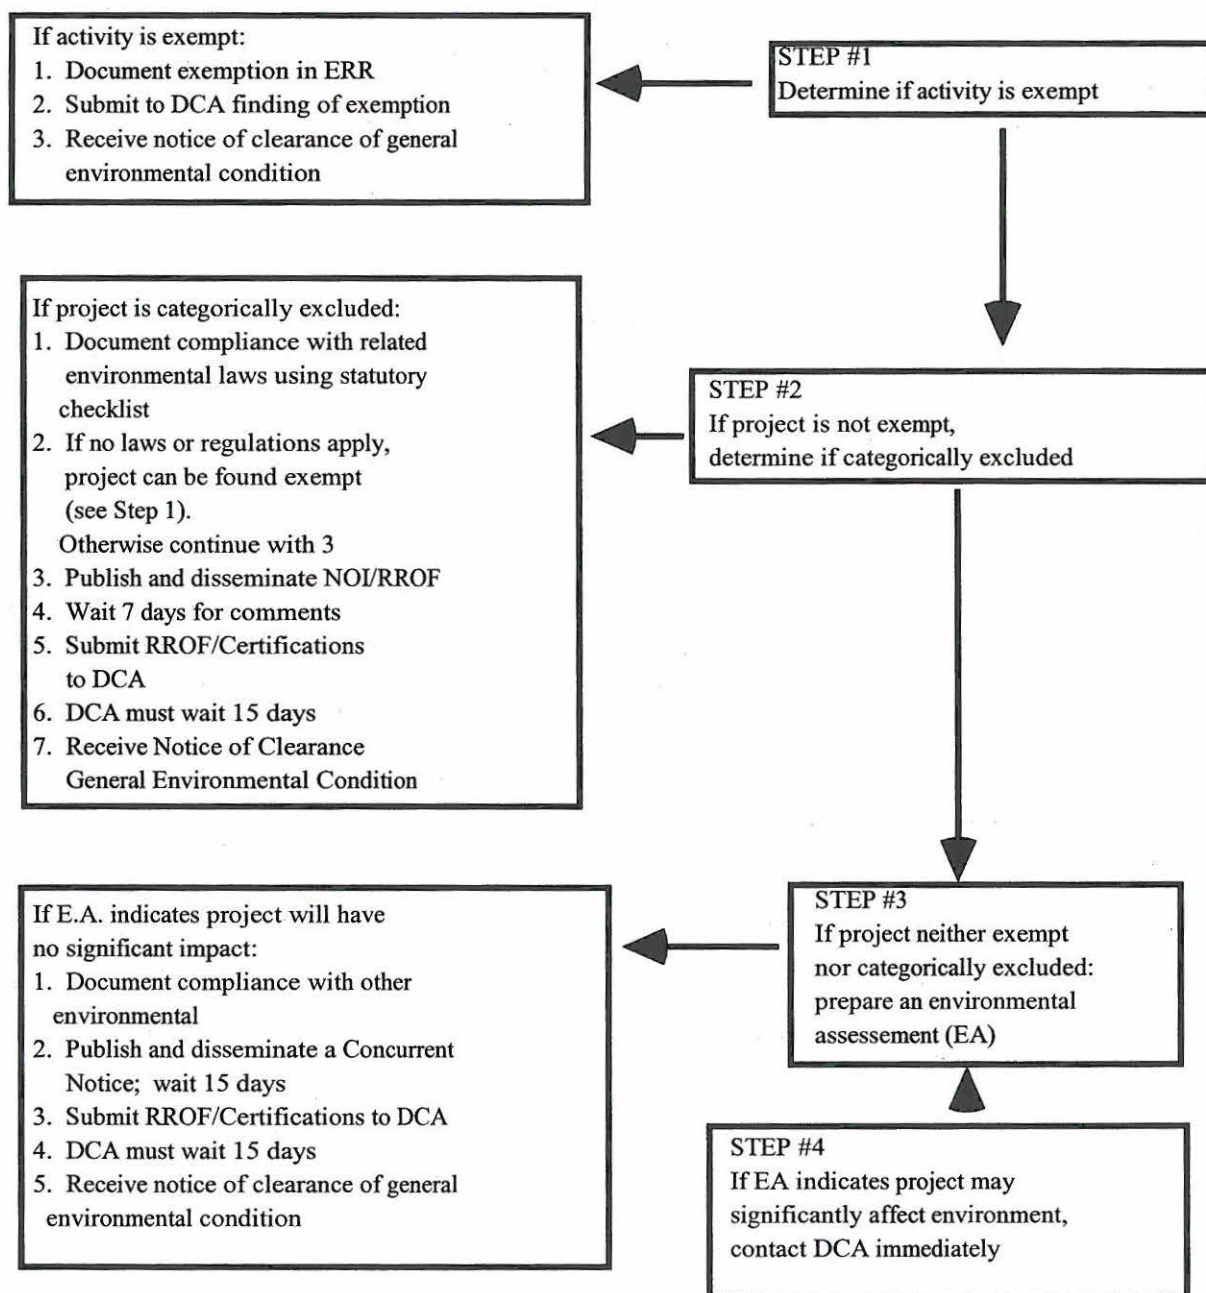 If activity is exempt:
1. Document exemption in ERR
2. Submit to DCA finding of exemption
3. Receive notice of clearance of general
environmental condition
STEP #1
Determine if activity is exempt
If project is categorically excluded:
1. Document compliance with related
environmental laws using statutory
checklist
2. If no laws or regulations apply,
project can be found exempt
(see Step 1).
Otherwise continue with 3
3. Publish and disseminate NOI/RROF
4. Wait 7 days for comments
5. Submit RROF/Certifications
to DCA
6. DCA must wait 15 days
7. Receive Notice of Clearance
General Environmental Condition
STEP #2
If project is not exempt,
determine if categorically excluded
If E.A. indicates project will have
no significant impact:
1. Document compliance with other
environmental
2. Publish and disseminate a Concurrent
Notice; wait 15 days
3. Submit RROF/Certifications to DCA
4. DCA must wait 15 days
5. Receive notice of clearance of general
environmental condition
STEP #3
If project neither exempt
nor categorically excluded:
prepare an environmental
assessement (EA)
STEP #4
If EA indicates project may
significantly affect environment,
contact DCA immediately